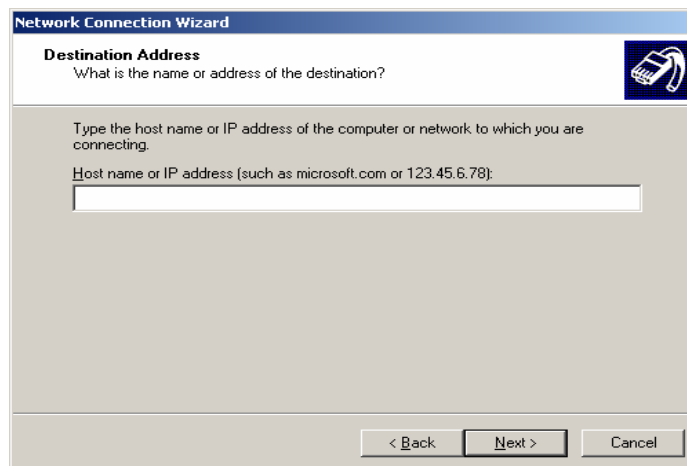 Network Connection Wizard
Destination Address
What is the name or address of the destination?
Type the host name or IP address of the computer or network to which you are
connecting.
Host name or IP address (such as microsoft.com or 123.45.6.78):
< Back Next > Cancel